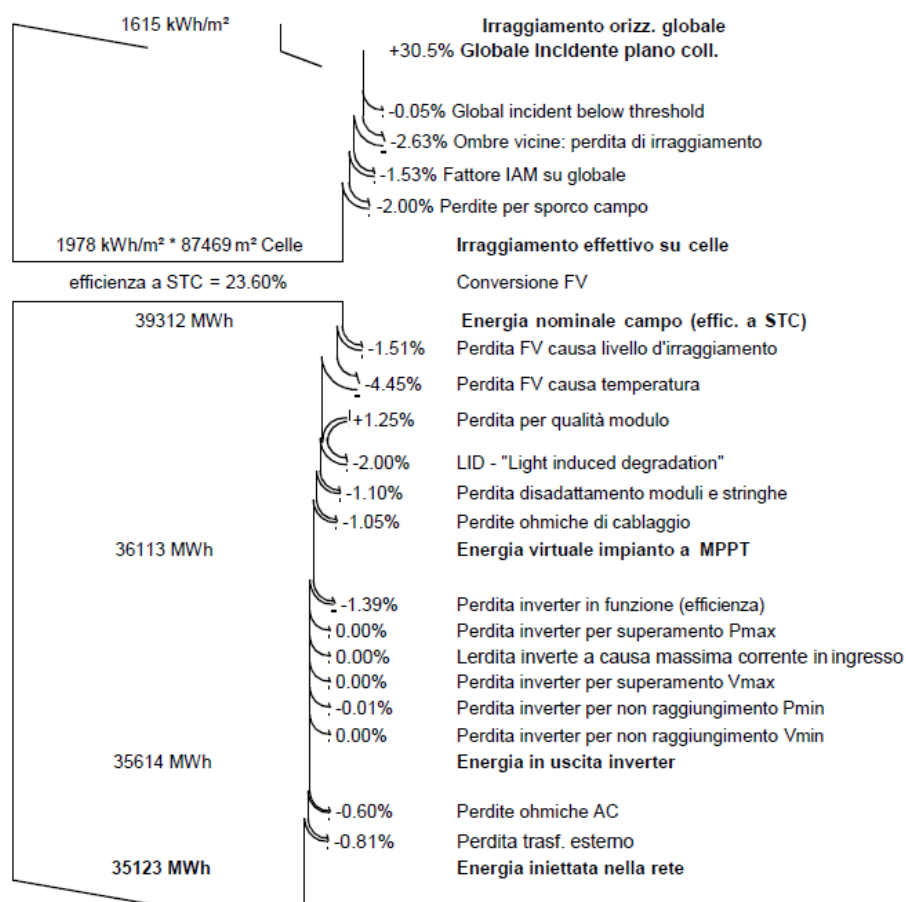 1615 kWh/m² Irraggiamento orizz. globale
+30.5% Globale incidente plano coll.
-0.05% Global incident below threshold
-2.63% Ombre vicine: perdita di irraggiamento
-1.53% Fattore IAM su globale
-2.00% Perdite per sporco campo
1978 kWh/m² * 87469 m² Celle Irraggiamento effettivo su celle
efficienza a STC = 23.60% Conversione FV
39312 MWh Energia nominale campo (effic. a STC)
-1.51% Perdita FV causa livello d'irraggiamento
-4.45% Perdita FV causa temperatura
+1.25% Perdita per qualità modulo
-2.00% LID - "Light induced degradation"
-1.10% Perdita disadattamento moduli e stringhe
-1.05% Perdite ohmiche di cablaggio
36113 MWh Energia virtuale impianto a MPPT
-1.39% Perdita inverter in funzione (efficienza)
0.00% Perdita inverter per superamento Pmax
0.00% Lerdita inverte a causa massima corrente in ingresso
0.00% Perdita inverter per superamento Vmax
-0.01% Perdita inverter per non raggiungimento Pmin
0.00% Perdita inverter per non raggiungimento Vmin
35614 MWh Energia in uscita inverter
-0.60% Perdite ohmiche AC
-0.81% Perdita trasf. esterno
35123 MWh Energia iniettata nella rete